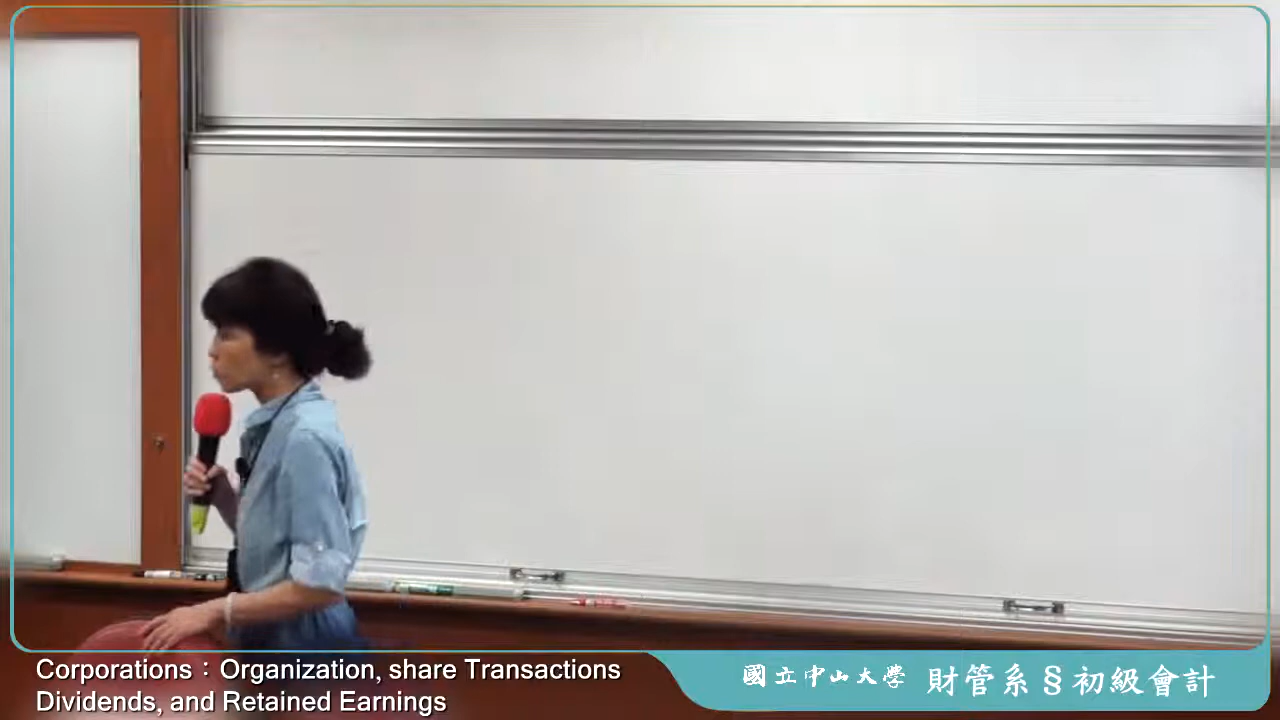 Corporations：Organization, share Transactions
Dividends, and Retained Earnings
國立中山大學 財管系§初級會計